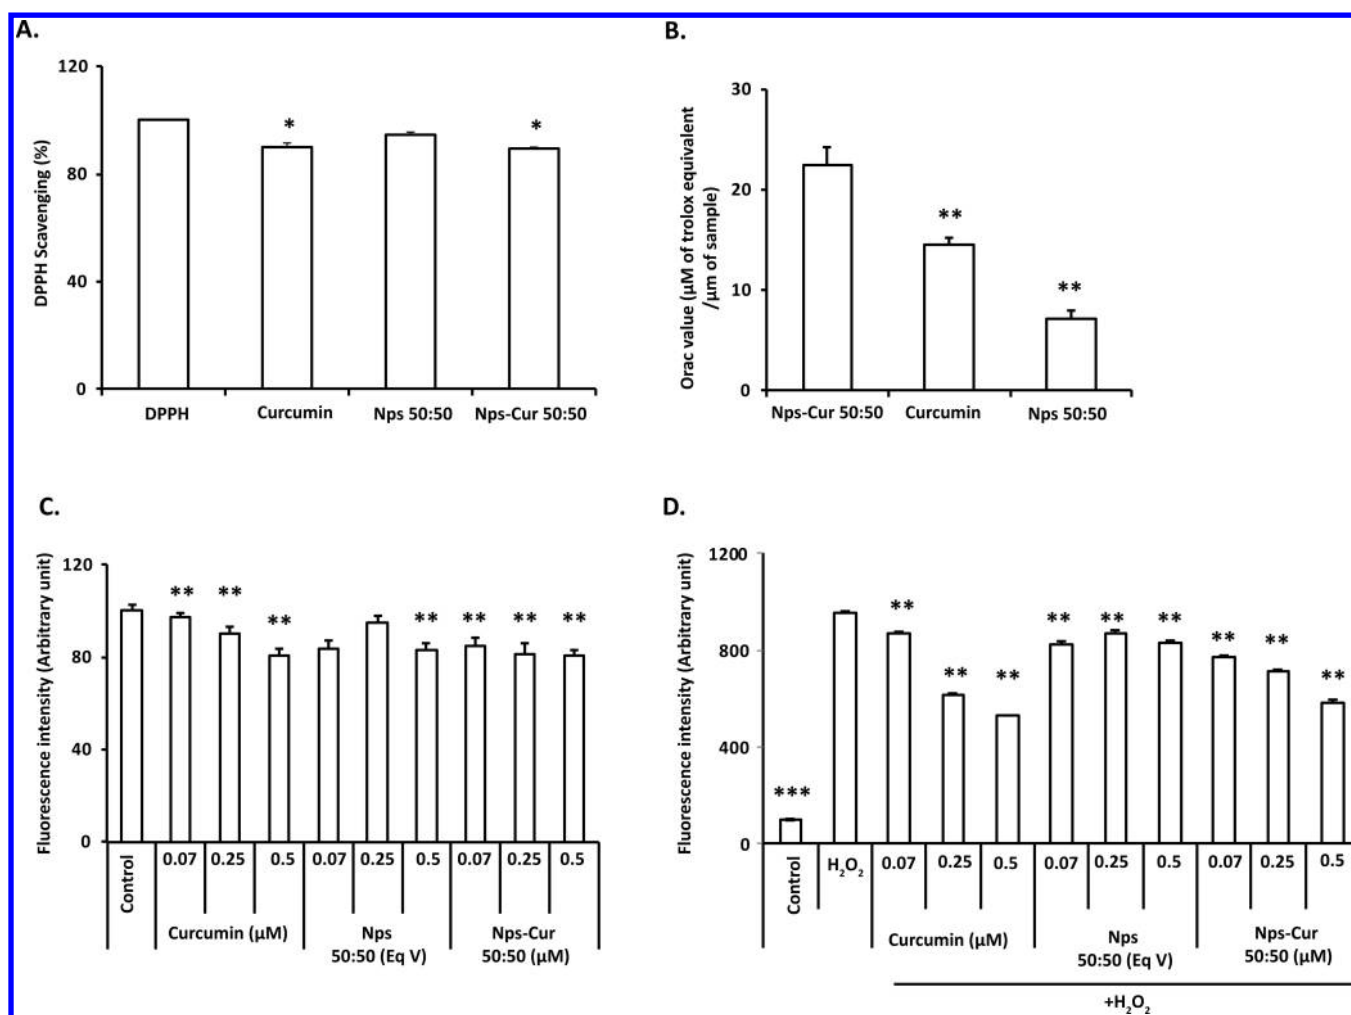 A.
120
80
40
0
DPPH Scavenging (%)
*
*
DPPH
Curcumin
Nps 50:50
Nps-Cur 50:50
B.
30
20
10
0
Orac value (µM of trolox equivalent
/µm of sample)
**
**
Nps-Cur 50:50
Curcumin
Nps 50:50
C.
120
80
40
0
Fluorescence intensity (Arbitrary unit)
**
**
**
**
**
**
**
Control
0.07
0.25
0.5
0.07
0.25
0.5
0.07
0.25
0.5
Curcumin (µM)
Nps
50:50 (Eq V)
Nps-Cur
50:50 (µM)
D.
1200
800
400
0
Fluorescence intensity (Arbitrary unit)
***
**
**
**
**
**
**
**
**
**
Control
H₂O₂
0.07
0.25
0.5
0.07
0.25
0.5
0.07
0.25
0.5
Curcumin (µM)
Nps
50:50 (Eq V)
Nps-Cur
50:50 (µM)
+H₂O₂